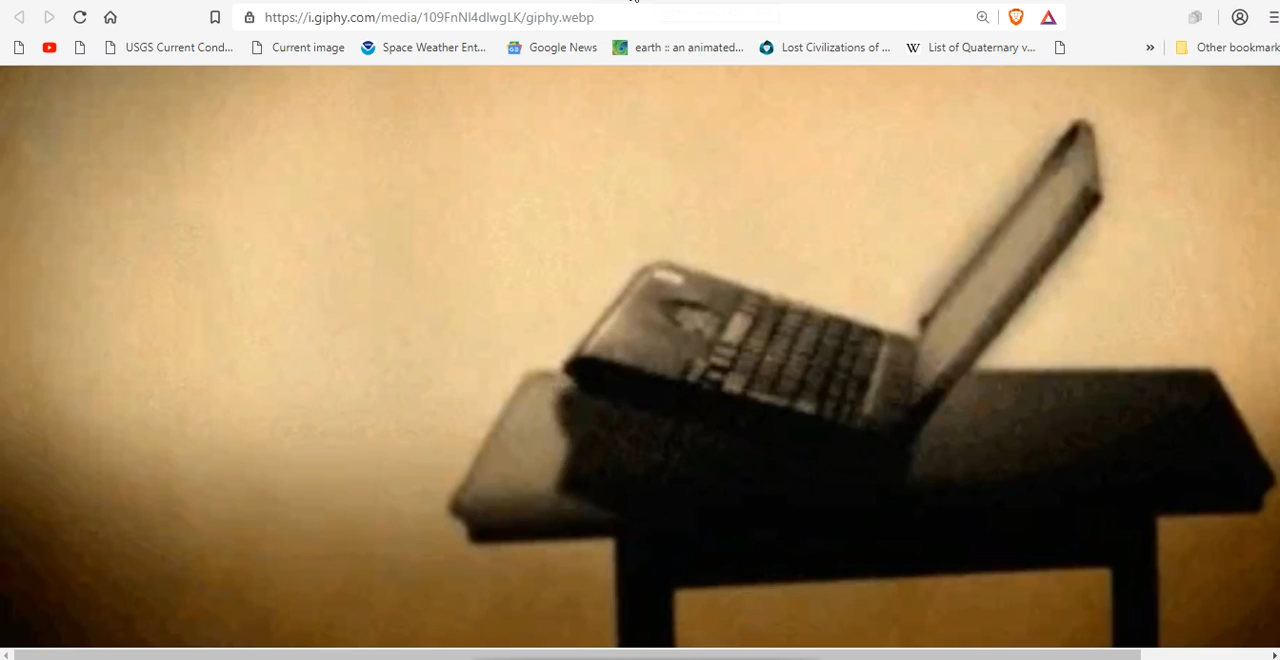 https://i.giphy.com/media/109FnNl4dlwgLK/giphy.webp
USGS Current Cond... Current image Space Weather Ent... Google News earth :: an animated... Lost Civilizations of ... W List of Quaternary v... » Other bookmark